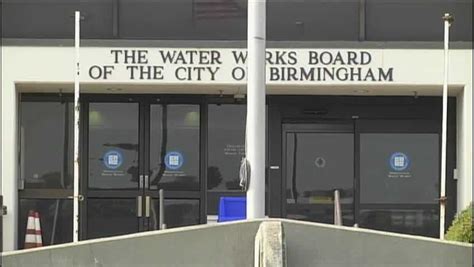 THE WATER WORKS BOARD
OF THE CITY OF BIRMINGHAM